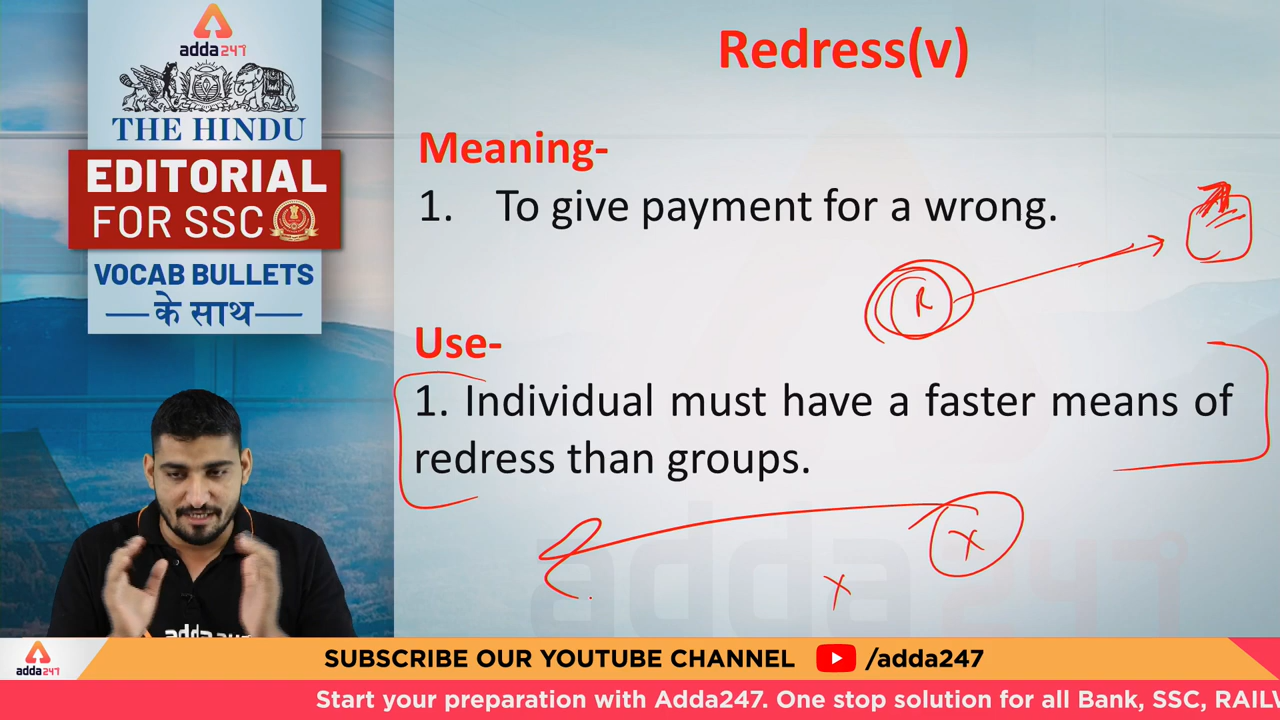 adda247
THE HINDU
EDITORIAL
FOR SSC
VOCAB BULLETS
के साथ
Redress(v)
Meaning-
1. To give payment for a wrong.
R
Use-
1. Individual must have a faster means of
redress than groups.
X
X
adda247
adda247
adda247
SUBSCRIBE OUR YOUTUBE CHANNEL /adda247
Start your preparation with Adda247. One stop solution for all Bank, SSC, RAILW